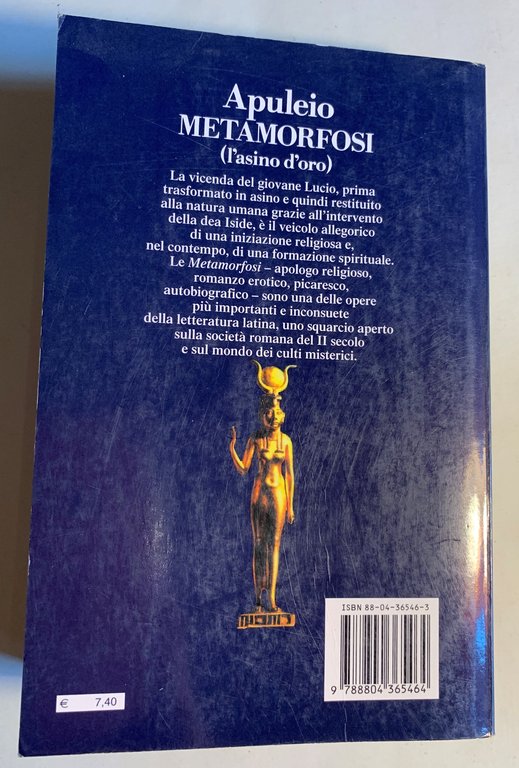 Apuleio
METAMORFOSI
(l'asino d'oro)
La vicenda del giovane Lucio, prima
trasformato in asino e quindi restituito
alla natura umana grazie all'intervento
della dea Iside, è il veicolo allegorico
di una iniziazione religiosa e,
nel contempo, di una formazione spirituale.
Le Metamorfosi – apologo religioso,
romanzo erotico, picaresco,
autobiografico – sono una delle opere
più importanti e inconsuete
della letteratura latina, uno squarcio aperto
sulla società romana del II secolo
e sul mondo dei culti misterici.
ISBN 88-04-36546-3
9 788804 365464
€ 7,40